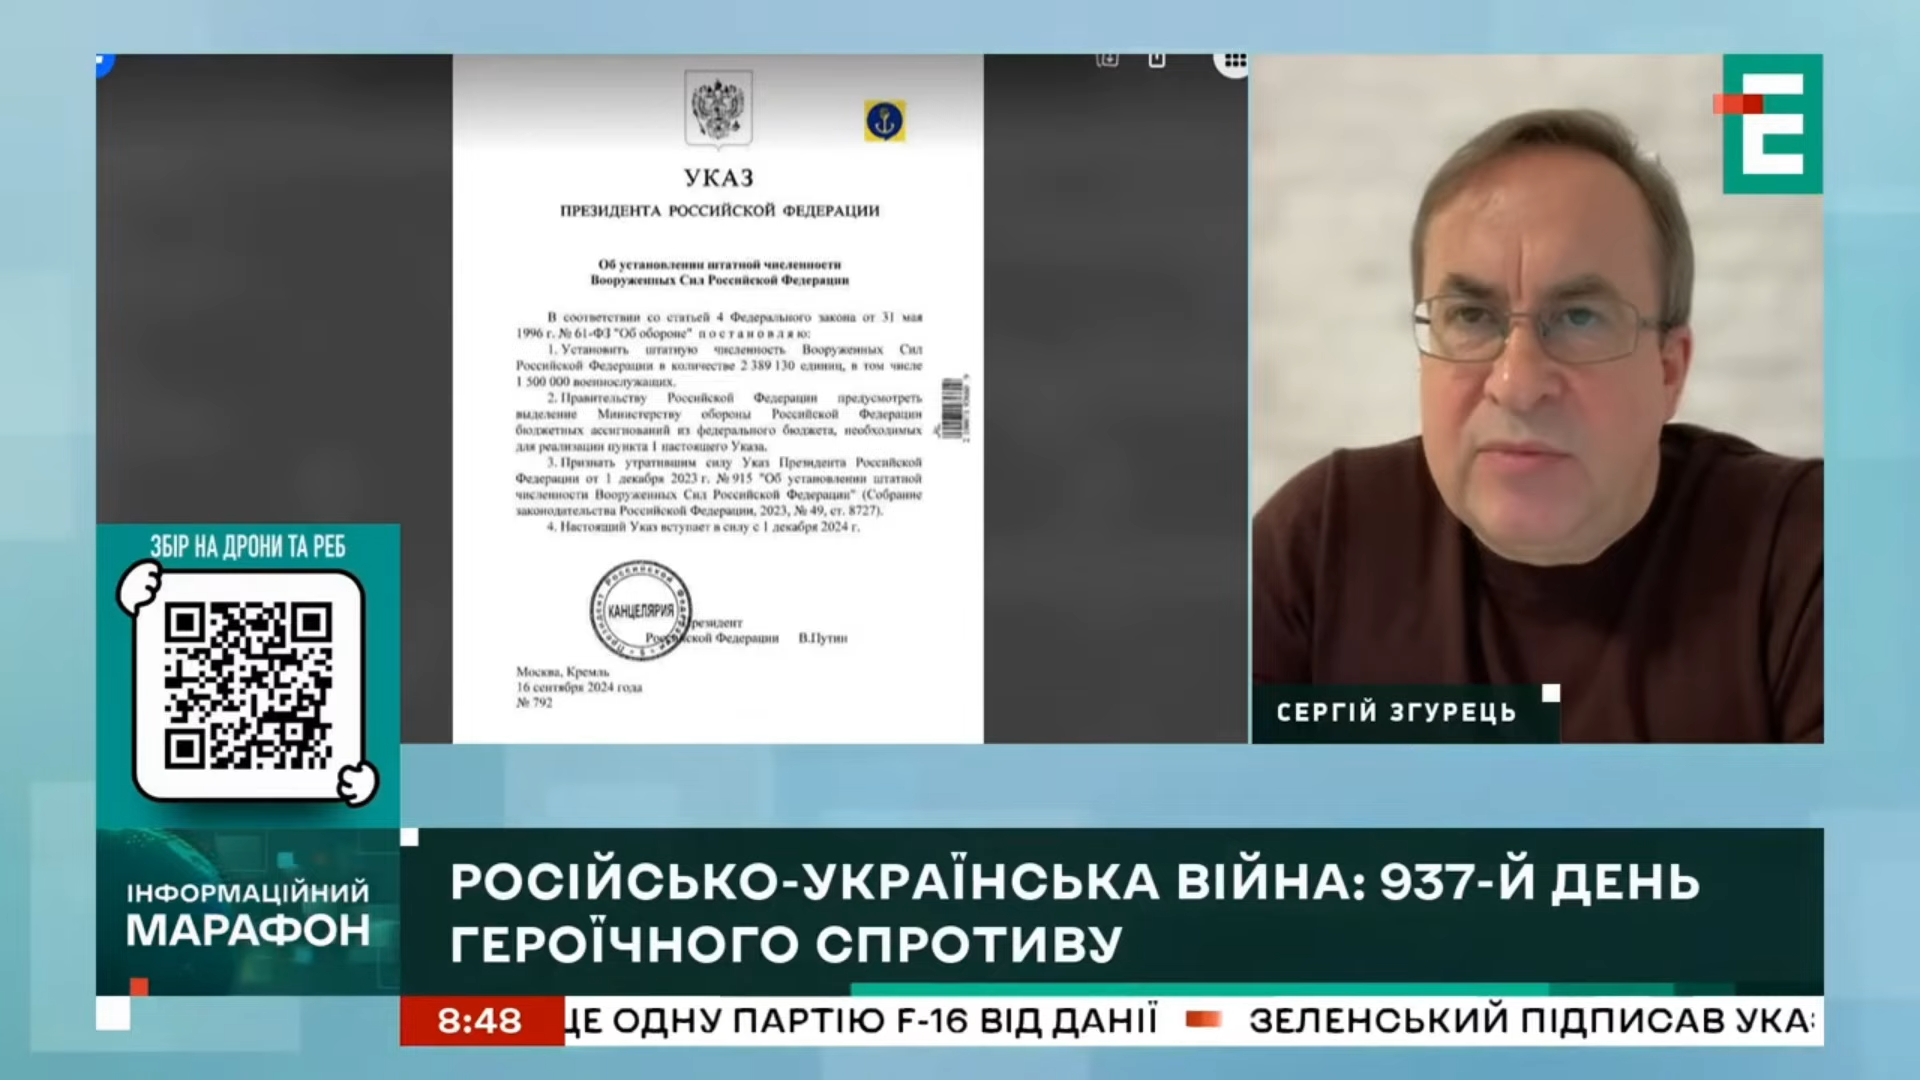 УКАЗ
ПРЕЗИДЕНТА РОССИЙСКОЙ ФЕДЕРАЦИИ
Об установлении штатной численности
Вооруженных Сил Российской Федерации
В соответствии со статьей 4 Федерального закона от 31 мая
1996 г. № 61-ФЗ "Об обороне" п о с т а н о в л я ю:
1. Установить штатную численность Вооруженных Сил
Российской Федерации в количестве 2 389 130 единиц, в том числе
1 500 000 военнослужащих.
2. Правительству Российской Федерации предусмотреть
выделение Министерству обороны Российской Федерации
бюджетных ассигнований из федерального бюджета, необходимых
для реализации пункта 1 настоящего Указа.
3. Признать утратившим силу Указ Президента Российской
Федерации от 1 декабря 2023 г. № 915 "Об установлении штатной
численности Вооруженных Сил Российской Федерации" (Собрание
законодательства Российской Федерации, 2023, № 49, ст. 8727).
4. Настоящий Указ вступает в силу с 1 декабря 2024 г.
КАНЦЕЛЯРИЯ
резидент
Российской Федерации В.Путин
Москва, Кремль
16 сентября 2024 года
№ 792
Е
СЕРГІЙ ЗГУРЕЦЬ
ЗБІР НА ДРОНИ ТА РЕБ
ІНФОРМАЦІЙНИЙ
МАРАФОН
РОСІЙСЬКО-УКРАЇНСЬКА ВІЙНА: 937-Й ДЕНЬ
ГЕРОЇЧНОГО СПРОТИВУ
8:48 ЩЕ ОДНУ ПАРТІЮ F-16 ВІД ДАНІЇ ЗЕЛЕНСЬКИЙ ПІДПИСАВ УКА